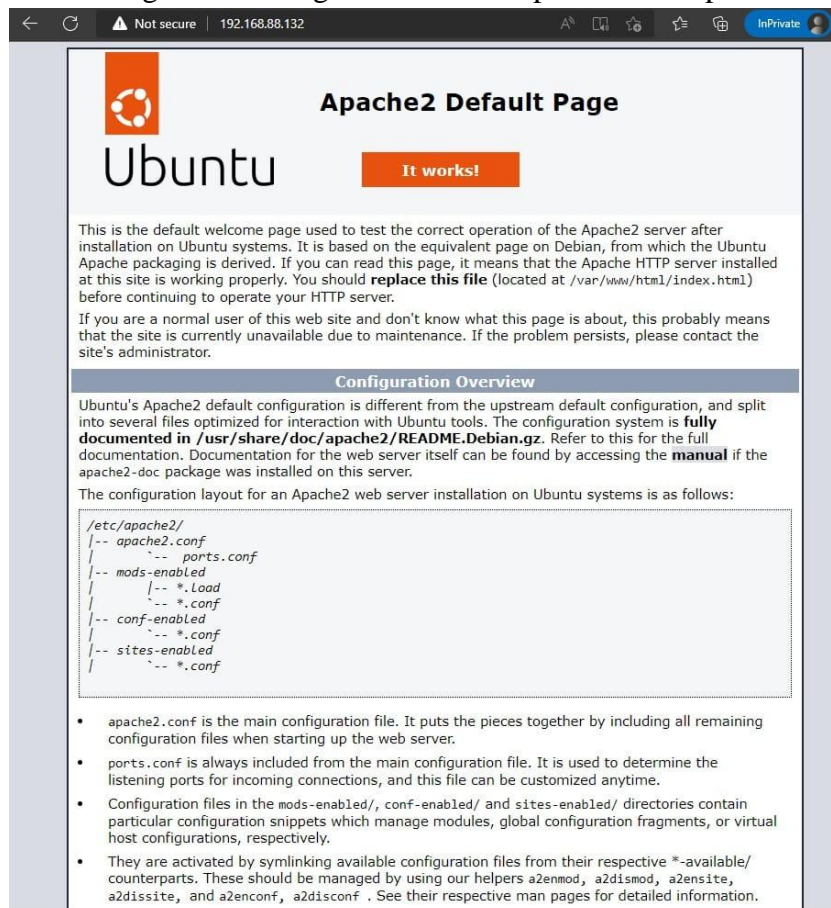 Not secure | 192.168.88.132
InPrivate
Apache2 Default Page
Ubuntu
It works!
This is the default welcome page used to test the correct operation of the Apache2 server after
installation on Ubuntu systems. It is based on the equivalent page on Debian, from which the Ubuntu
Apache packaging is derived. If you can read this page, it means that the Apache HTTP server installed
at this site is working properly. You should replace this file (located at /var/www/html/index.html)
before continuing to operate your HTTP server.
If you are a normal user of this web site and don't know what this page is about, this probably means
that the site is currently unavailable due to maintenance. If the problem persists, please contact the
site's administrator.
Configuration Overview
Ubuntu's Apache2 default configuration is different from the upstream default configuration, and split
into several files optimized for interaction with Ubuntu tools. The configuration system is fully
documented in /usr/share/doc/apache2/README.Debian.gz. Refer to this for the full
documentation. Documentation for the web server itself can be found by accessing the manual if the
apache2-doc package was installed on this server.
The configuration layout for an Apache2 web server installation on Ubuntu systems is as follows:
/etc/apache2/
|-- apache2.conf
|       `--  ports.conf
|-- mods-enabled
|       |-- *.load
|       `-- *.conf
|-- conf-enabled
|       `-- *.conf
|-- sites-enabled
|       `-- *.conf
• apache2.conf is the main configuration file. It puts the pieces together by including all remaining
configuration files when starting up the web server.
• ports.conf is always included from the main configuration file. It is used to determine the
listening ports for incoming connections, and this file can be customized anytime.
• Configuration files in the mods-enabled/, conf-enabled/ and sites-enabled/ directories contain
particular configuration snippets which manage modules, global configuration fragments, or virtual
host configurations, respectively.
• They are activated by symlinking available configuration files from their respective *-available/
counterparts. These should be managed by using our helpers a2enmod, a2dismod, a2ensite,
a2dissite, and a2enconf, a2disconf . See their respective man pages for detailed information.